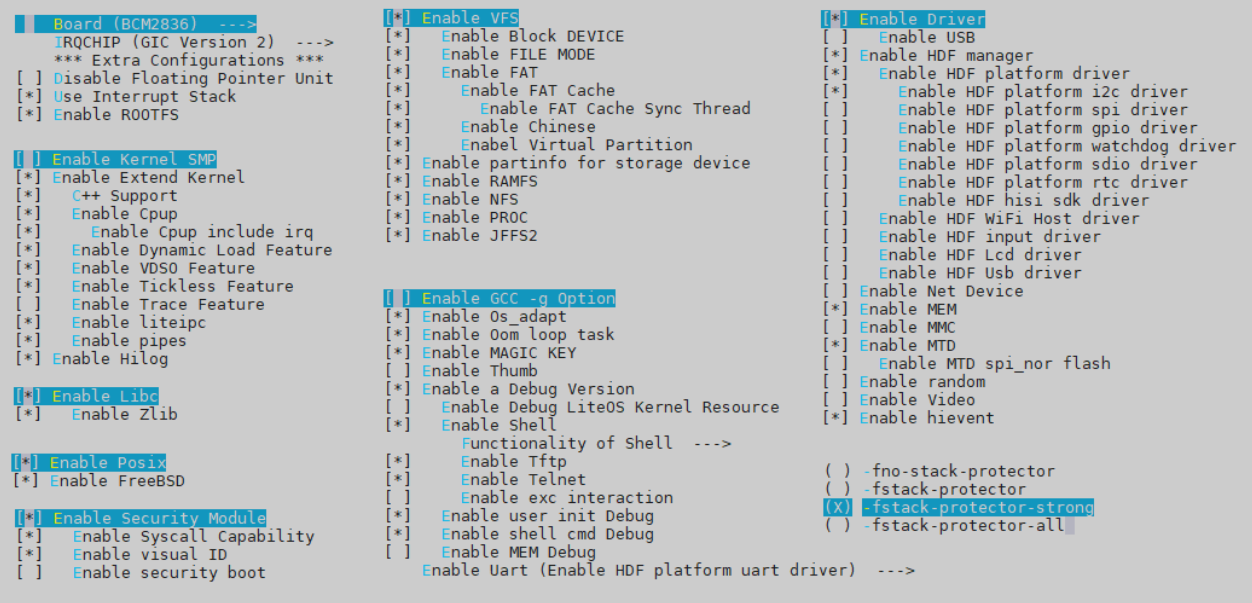 [ ] Board (BCM2836)  --->
IRQCHIP (GIC Version 2)  --->
*** Extra Configurations ***
[ ] Disable Floating Pointer Unit
[*] Use Interrupt Stack
[*] Enable ROOTFS
[ ] Enable Kernel SMP
[*] Enable Extend Kernel
[*]   C++ Support
[*]   Enable Cpup
[*]     Enable Cpup include irq
[*]   Enable Dynamic Load Feature
[*]   Enable VDSO Feature
[*]   Enable Tickless Feature
[ ]   Enable Trace Feature
[*]   Enable liteipc
[*]   Enable pipes
[*] Enable Hilog
[*] Enable Libc
[*]   Enable Zlib
[*] Enable Posix
[*] Enable FreeBSD
[*] Enable Security Module
[*]   Enable Syscall Capability
[*]   Enable visual ID
[ ]   Enable security boot
[*] Enable VFS
[*]   Enable Block DEVICE
[*]   Enable FILE MODE
[*]   Enable FAT
[*]     Enable FAT Cache
[*]       Enable FAT Cache Sync Thread
[*]     Enable Chinese
[*]     Enabel Virtual Partition
[*] Enable partinfo for storage device
[*] Enable RAMFS
[*] Enable NFS
[*] Enable PROC
[*] Enable JFFS2
[ ] Enable GCC -g Option
[*] Enable Os_adapt
[*] Enable Oom loop task
[*] Enable MAGIC KEY
[ ] Enable Thumb
[*] Enable a Debug Version
[ ]   Enable Debug LiteOS Kernel Resource
[*]   Enable Shell
Functionality of Shell  --->
[*]     Enable Tftp
[*]     Enable Telnet
[ ]     Enable exc interaction
[*]   Enable user init Debug
[*]   Enable shell cmd Debug
[ ]   Enable MEM Debug
Enable Uart (Enable HDF platform uart driver)  --->
[*] Enable Driver
[ ]   Enable USB
[*] Enable HDF manager
[*]   Enable HDF platform driver
[*]     Enable HDF platform i2c driver
[ ]     Enable HDF platform spi driver
[ ]     Enable HDF platform gpio driver
[ ]     Enable HDF platform watchdog driver
[ ]     Enable HDF platform sdio driver
[ ]     Enable HDF platform rtc driver
[ ]     Enable HDF hisi sdk driver
[ ]   Enable HDF WiFi Host driver
[ ]   Enable HDF input driver
[ ]   Enable HDF Lcd driver
[ ]   Enable HDF Usb driver
[ ] Enable Net Device
[*] Enable MEM
[ ] Enable MMC
[*] Enable MTD
[ ]   Enable MTD spi_nor flash
[ ] Enable random
[ ] Enable Video
[*] Enable hievent
( ) -fno-stack-protector
( ) -fstack-protector
(X) -fstack-protector-strong
( ) -fstack-protector-all